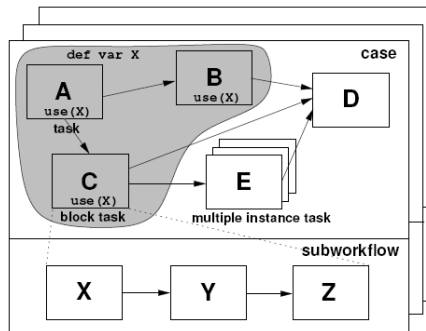 def var X
case
A
use(X)
task
B
use(X)
D
C
use(X)
block task
E
multiple instance task
subworkflow
X
Y
Z